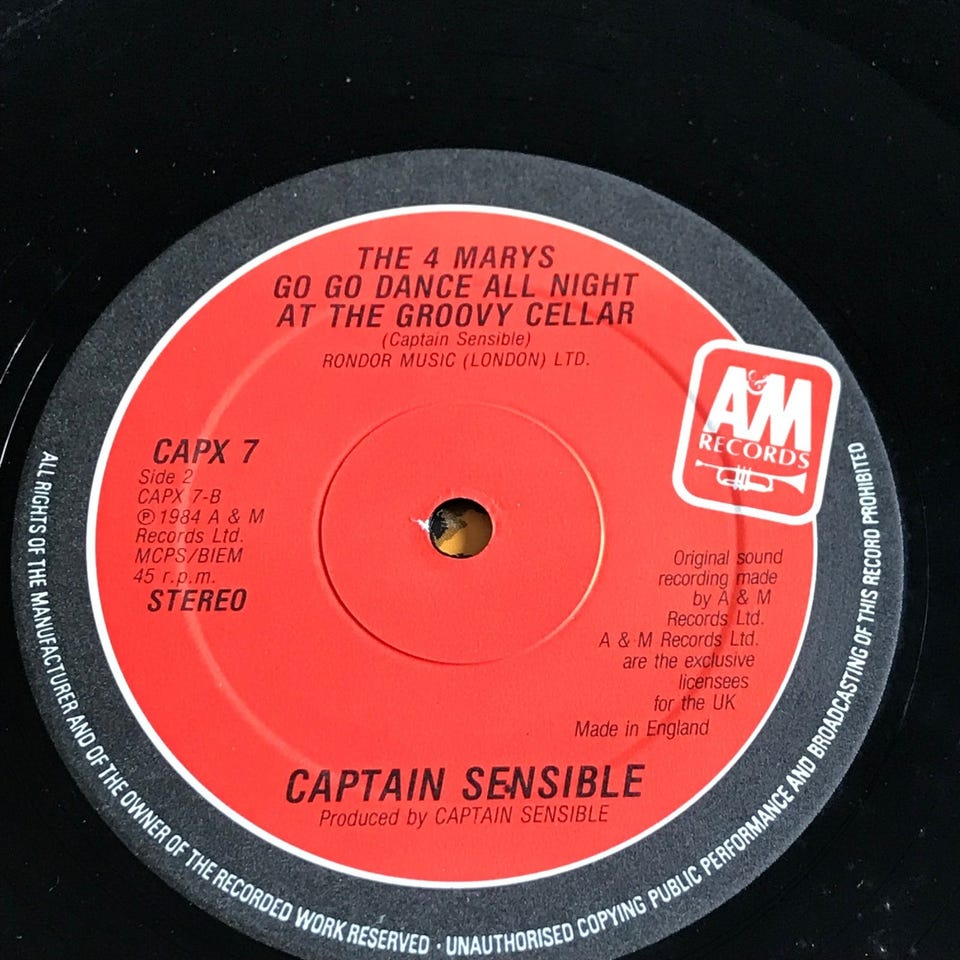 THE 4 MARYS
GO GO DANCE ALL NIGHT
AT THE GROOVY CELLAR
(Captain Sensible)
RONDOR MUSIC (LONDON) LTD.
A&M
RECORDS
CAPX 7
Side 2
CAPX 7-B
Ⓟ 1984 A & M
Records Ltd.
MCPS/BIEM
45 r.p.m.
STEREO
Original sound
recording made
by A & M
Records Ltd.
A & M Records Ltd.
are the exclusive
licensees
for the UK
Made in England
CAPTAIN SENSIBLE
Produced by CAPTAIN SENSIBLE
ALL RIGHTS OF THE MANUFACTURER AND OF THE OWNER OF THE RECORDED WORK RESERVED · UNAUTHORISED COPYING PUBLIC PERFORMANCE AND BROADCASTING OF THIS RECORD PROHIBITED